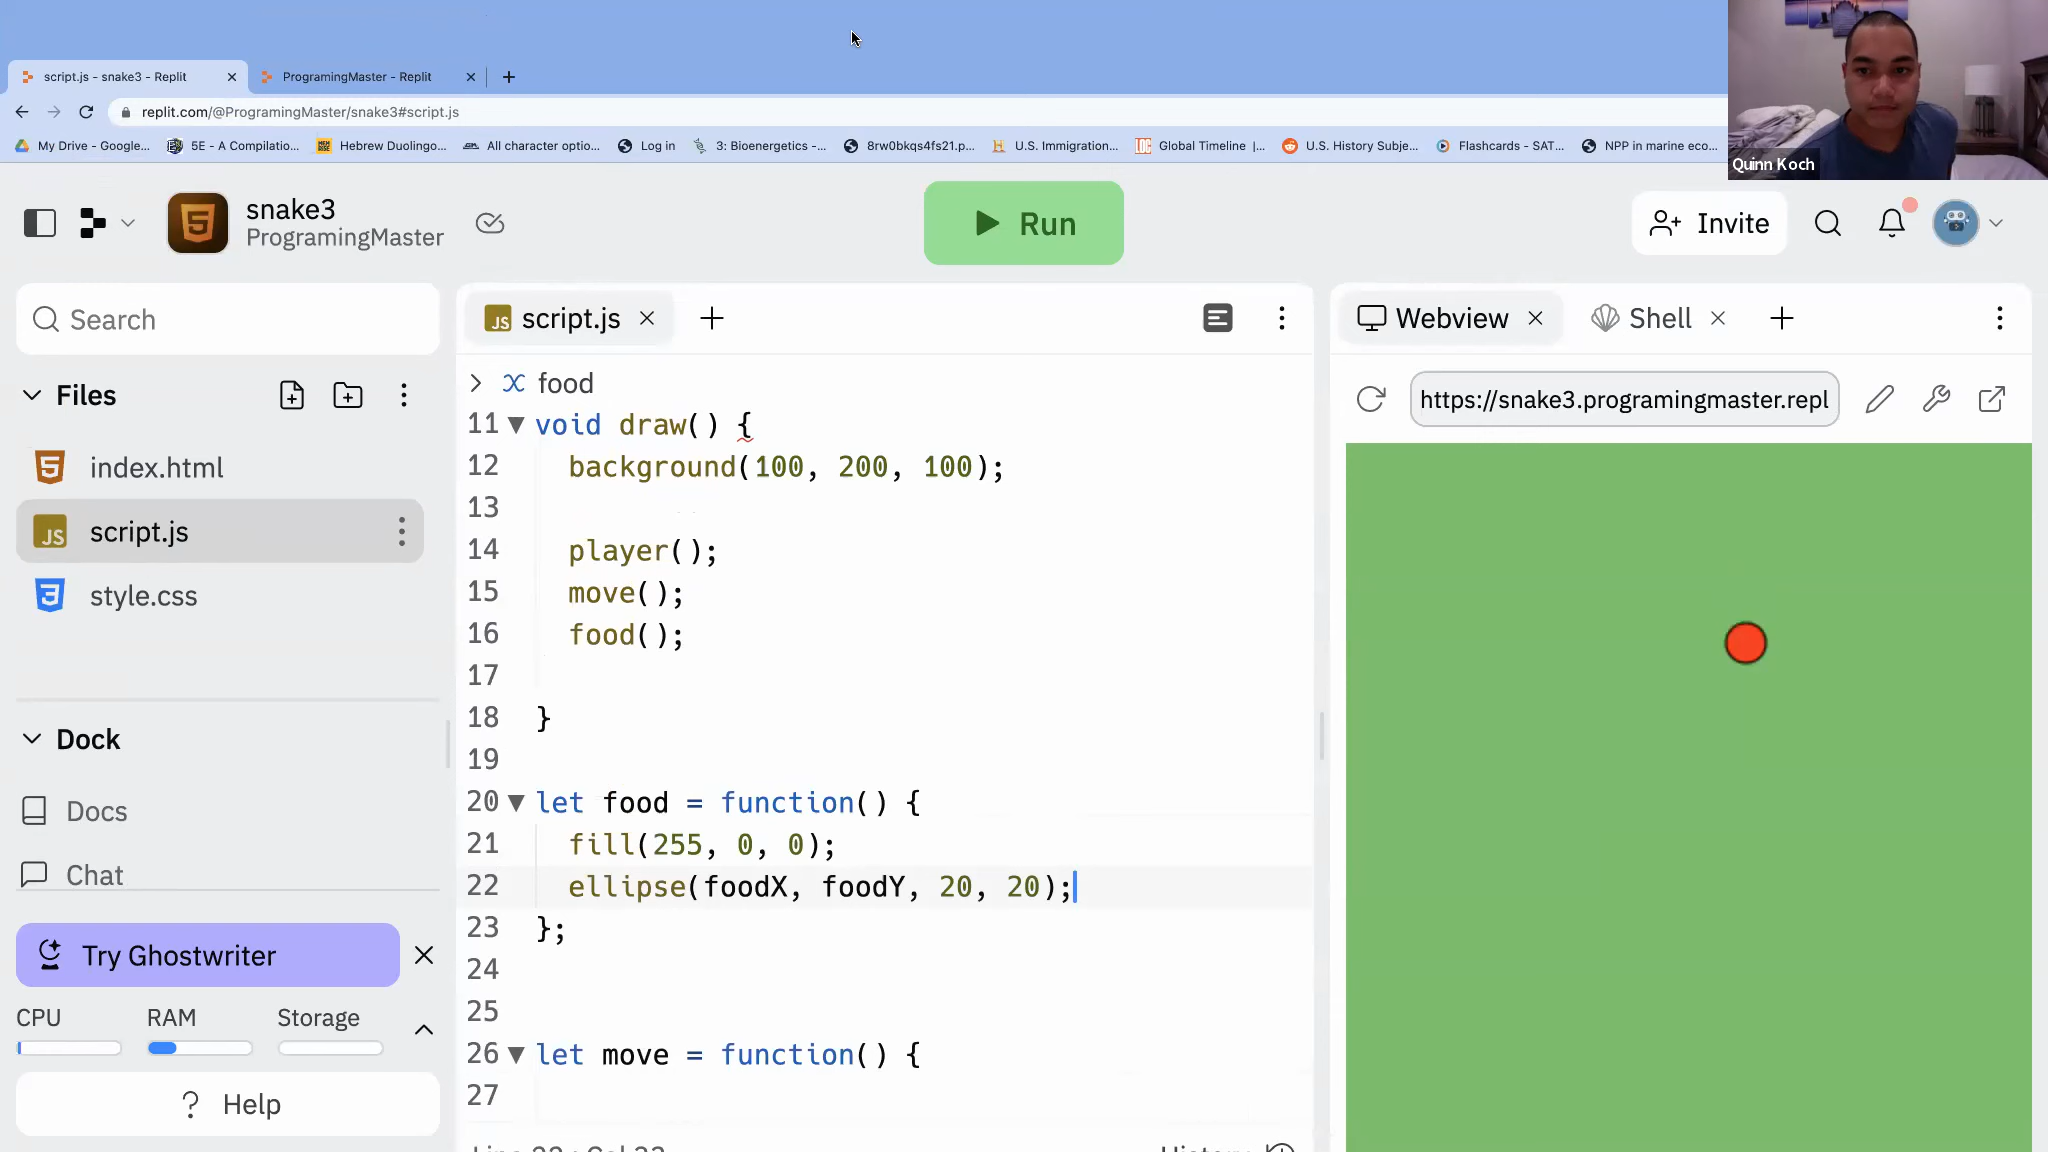 script.js - snake3 - Replit
ProgramingMaster - Replit
replit.com/@ProgramingMaster/snake3#script.js
My Drive - Google...
5E - A Compilatio...
Hebrew Duolingo...
All character optio...
Log in
3: Bioenergetics -...
8rw0bkqs4fs21.p...
U.S. Immigration...
Global Timeline |...
U.S. History Subje...
Flashcards - SAT...
NPP in marine eco...
Quinn Koch
snake3
ProgramingMaster
Run
Invite
Search
Files
index.html
script.js
style.css
Dock
Docs
Chat
Try Ghostwriter
CPU RAM Storage
Help
script.js
food
11 void draw() {
12 background(100, 200, 100);
13
14 player();
15 move();
16 food();
17
18 }
19
20 let food = function() {
21 fill(255, 0, 0);
22 ellipse(foodX, foodY, 20, 20);
23 };
24
25
26 let move = function() {
27
Webview
Shell
https://snake3.programingmaster.repl